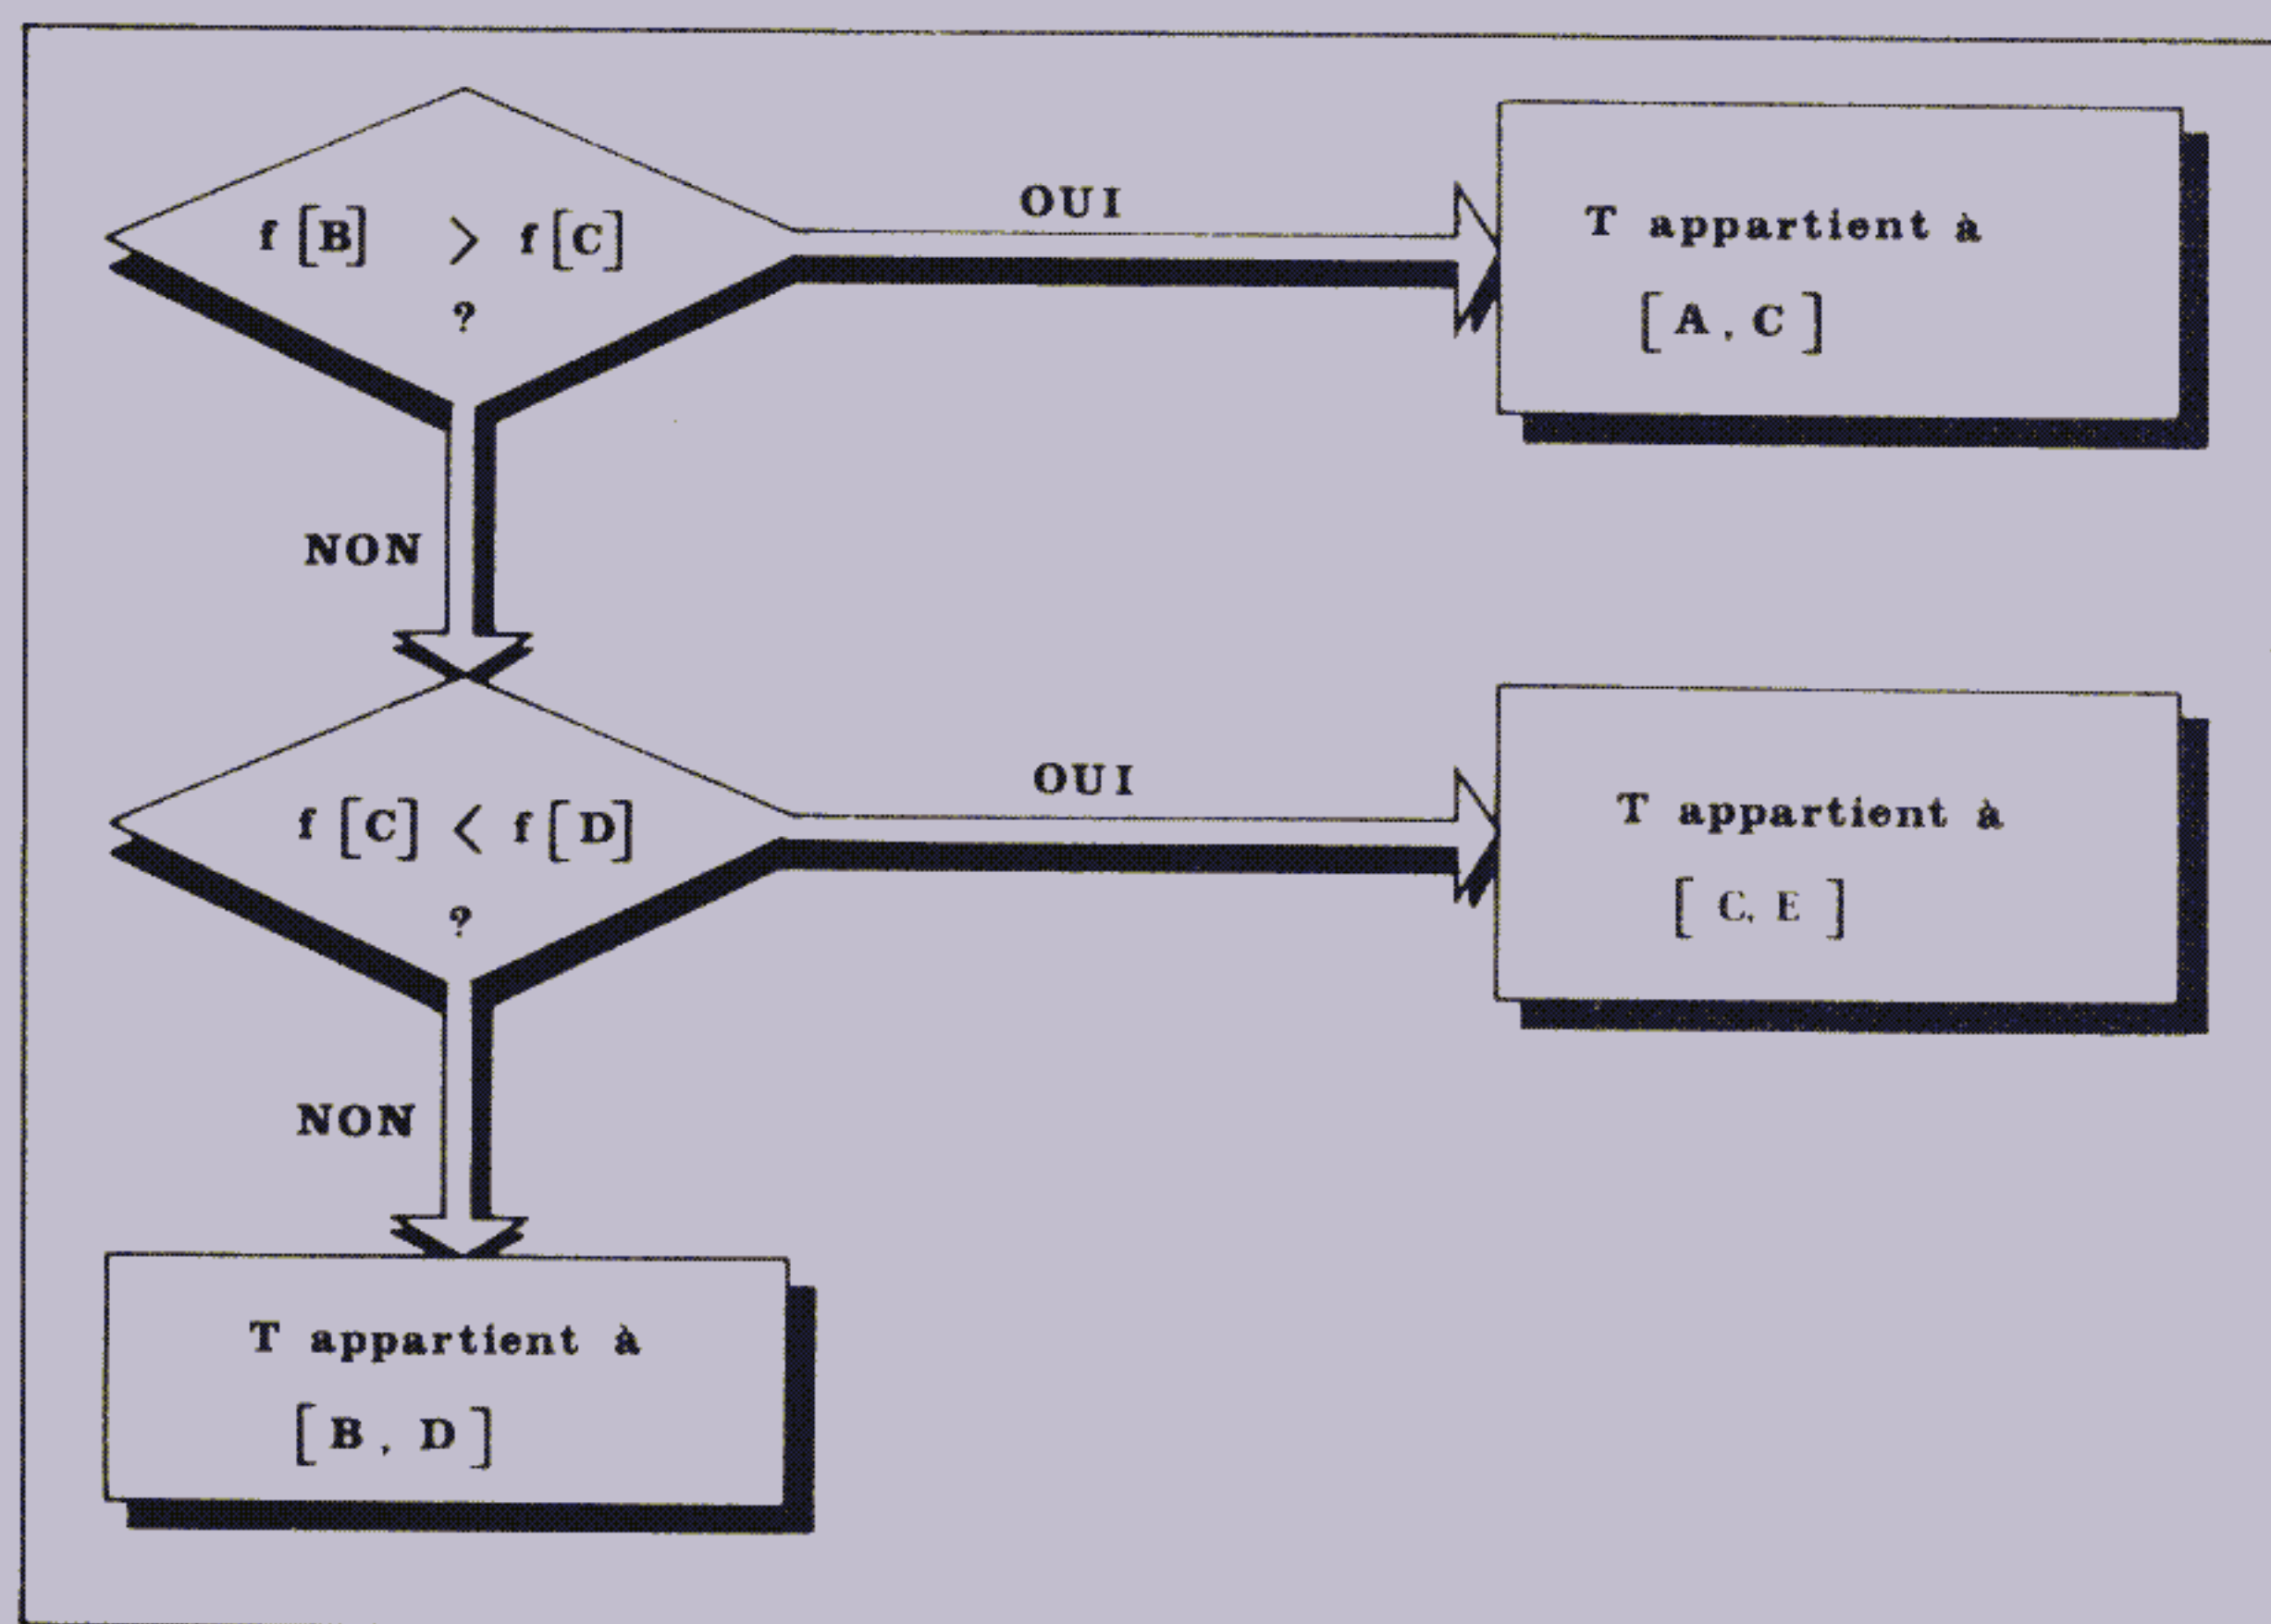 f [B] > f [C]
?
OUI
T appartient à
[ A , C ]
NON
f [C] < f [D]
?
OUI
T appartient à
[ C, E ]
NON
T appartient à
[ B , D ]